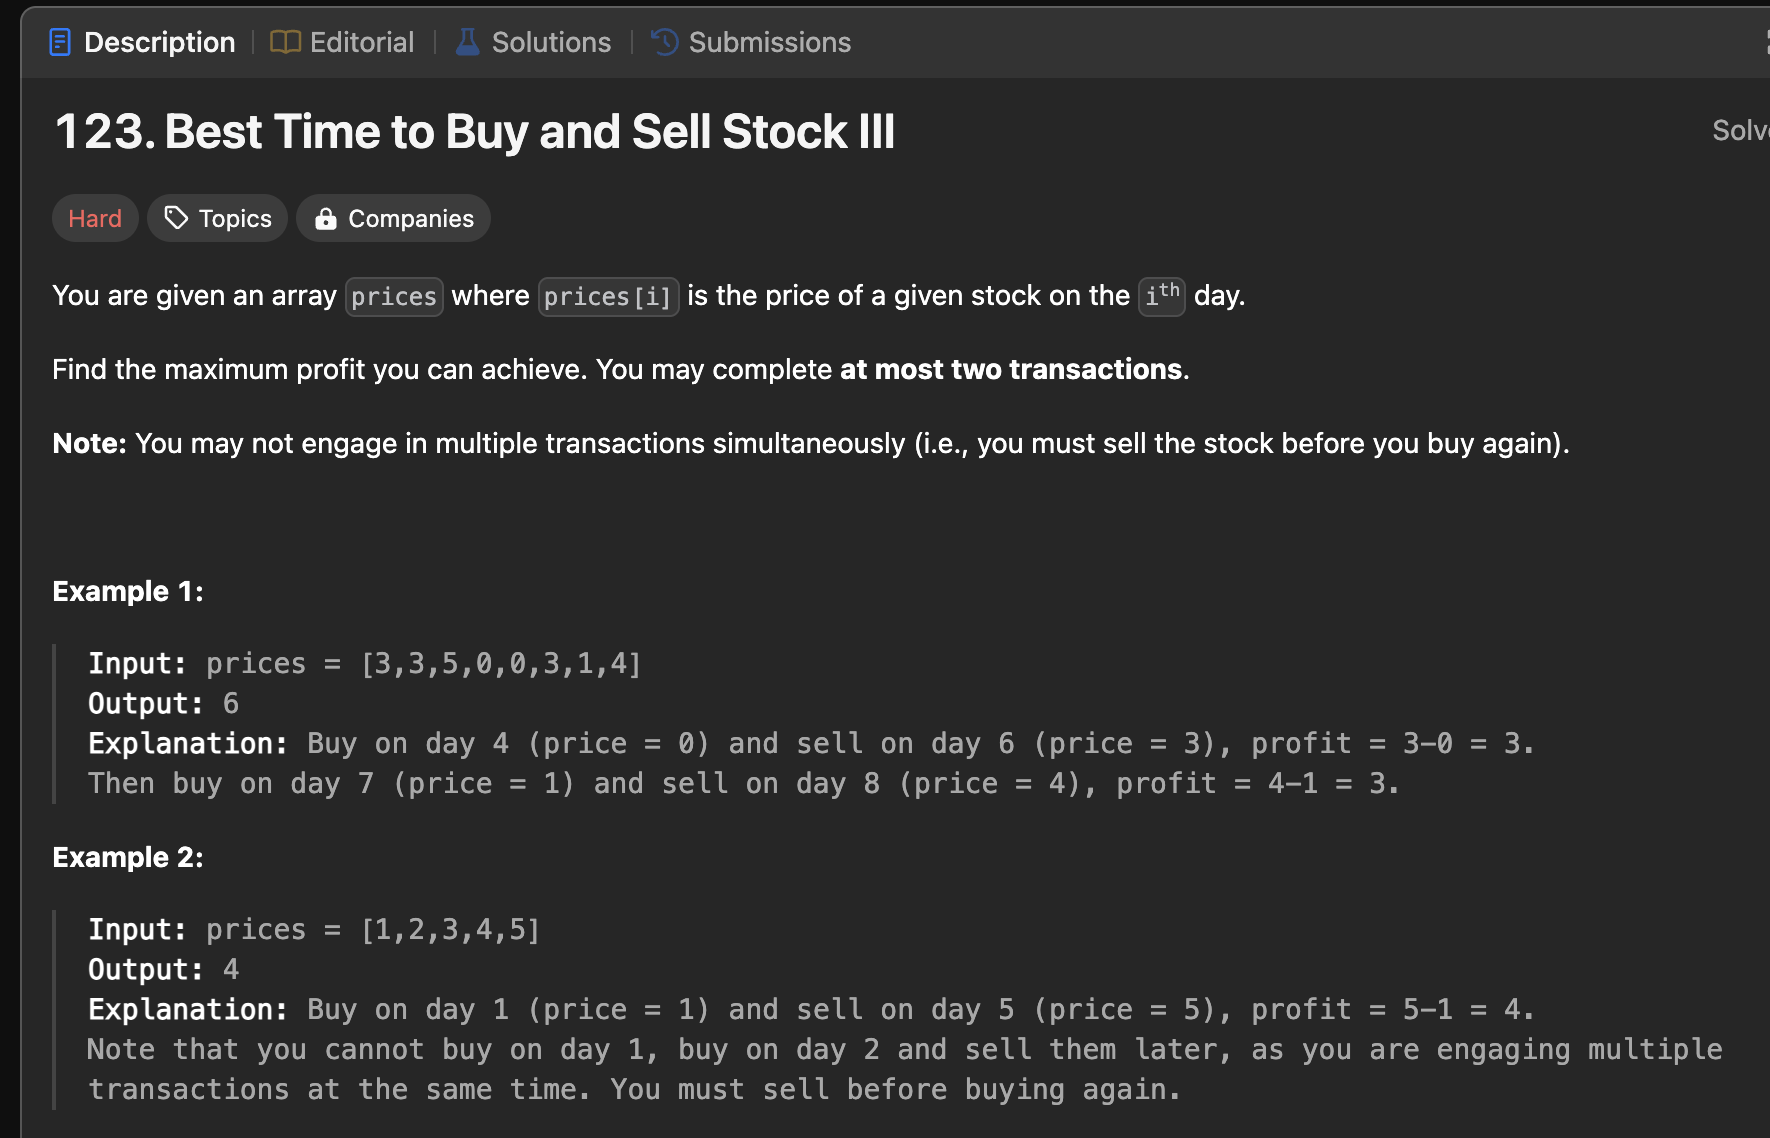 Description | Editorial | Solutions | Submissions
123. Best Time to Buy and Sell Stock III
Hard Topics Companies
You are given an array prices where prices[i] is the price of a given stock on the iᵗʰ day.
Find the maximum profit you can achieve. You may complete at most two transactions.
Note: You may not engage in multiple transactions simultaneously (i.e., you must sell the stock before you buy again).
Example 1:
Input: prices = [3,3,5,0,0,3,1,4]
Output: 6
Explanation: Buy on day 4 (price = 0) and sell on day 6 (price = 3), profit = 3-0 = 3.
Then buy on day 7 (price = 1) and sell on day 8 (price = 4), profit = 4-1 = 3.
Example 2:
Input: prices = [1,2,3,4,5]
Output: 4
Explanation: Buy on day 1 (price = 1) and sell on day 5 (price = 5), profit = 5-1 = 4.
Note that you cannot buy on day 1, buy on day 2 and sell them later, as you are engaging multiple
transactions at the same time. You must sell before buying again.